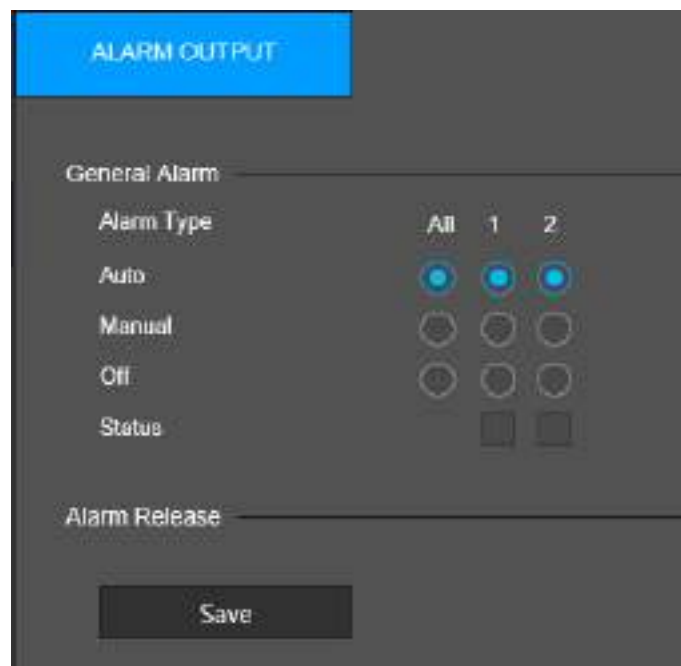 ALARM OUTPUT
General Alarm
Alarm Type All 1 2
Auto
Manual
Off
Status
Alarm Release
Save